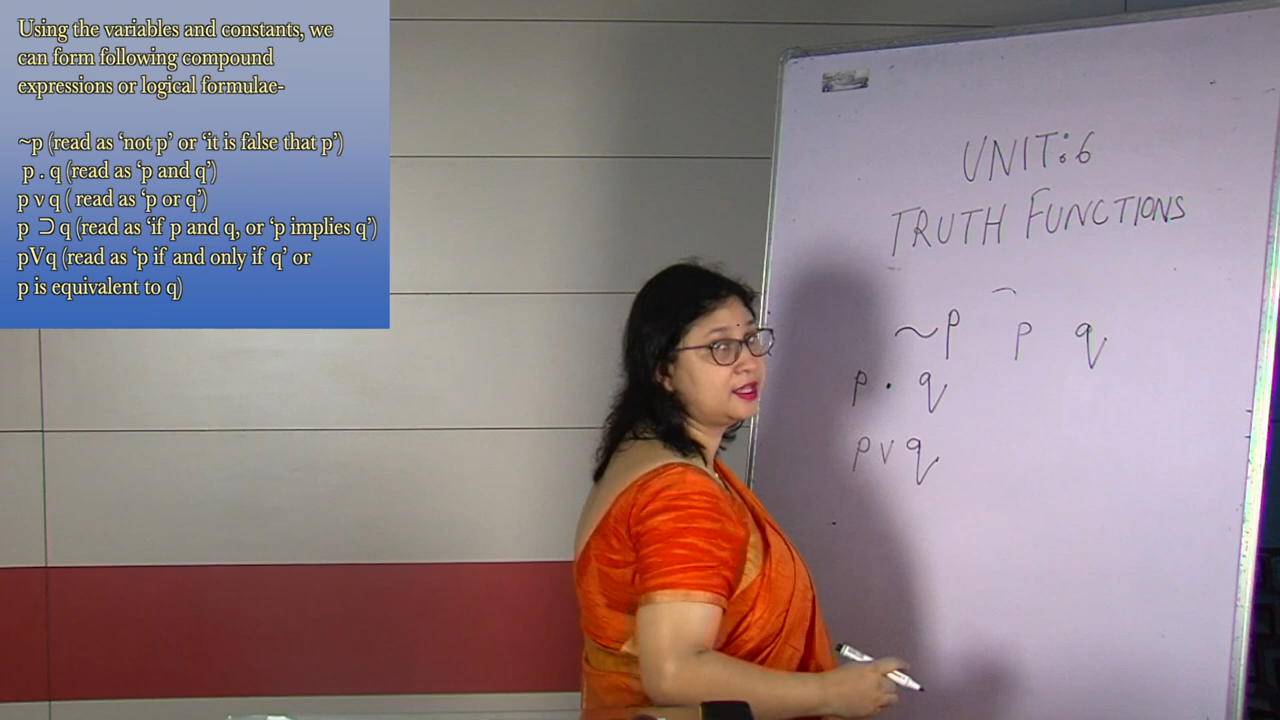 Using the variables and constants, we
can form following compound
expressions or logical formulae-
~p (read as ‘not p’ or ‘it is false that p’)
p . q (read as ‘p and q’)
p v q ( read as ‘p or q’)
p ⊃ q (read as ‘if p and q, or ‘p implies q’)
pVq (read as ‘p if and only if q’ or
p is equivalent to q)
UNIT:6
TRUTH FUNCTIONS
~p p q
p . q
p v q